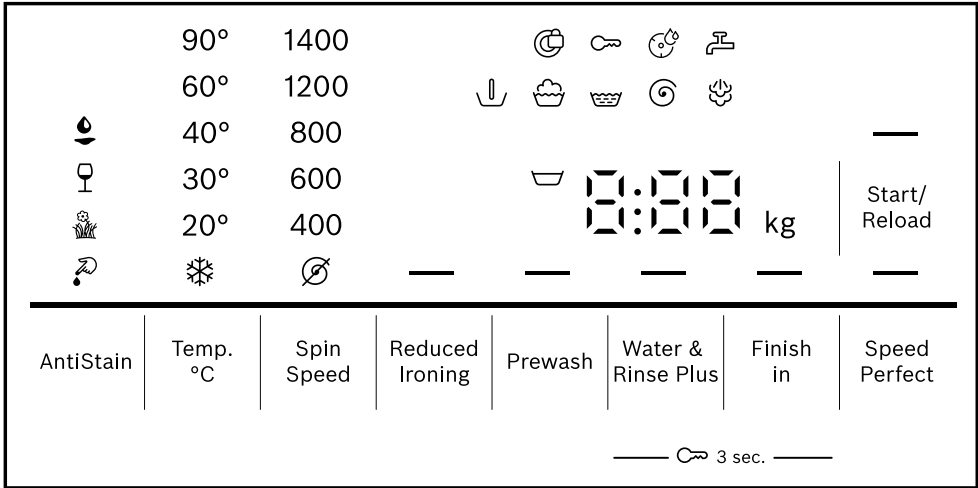 90° 1400
60° 1200
40° 800
30° 600
20° 400
8:88 kg
Start/
Reload
AntiStain
Temp.
°C
Spin
Speed
Reduced
Ironing
Prewash
Water &
Rinse Plus
Finish
in
Speed
Perfect
3 sec.